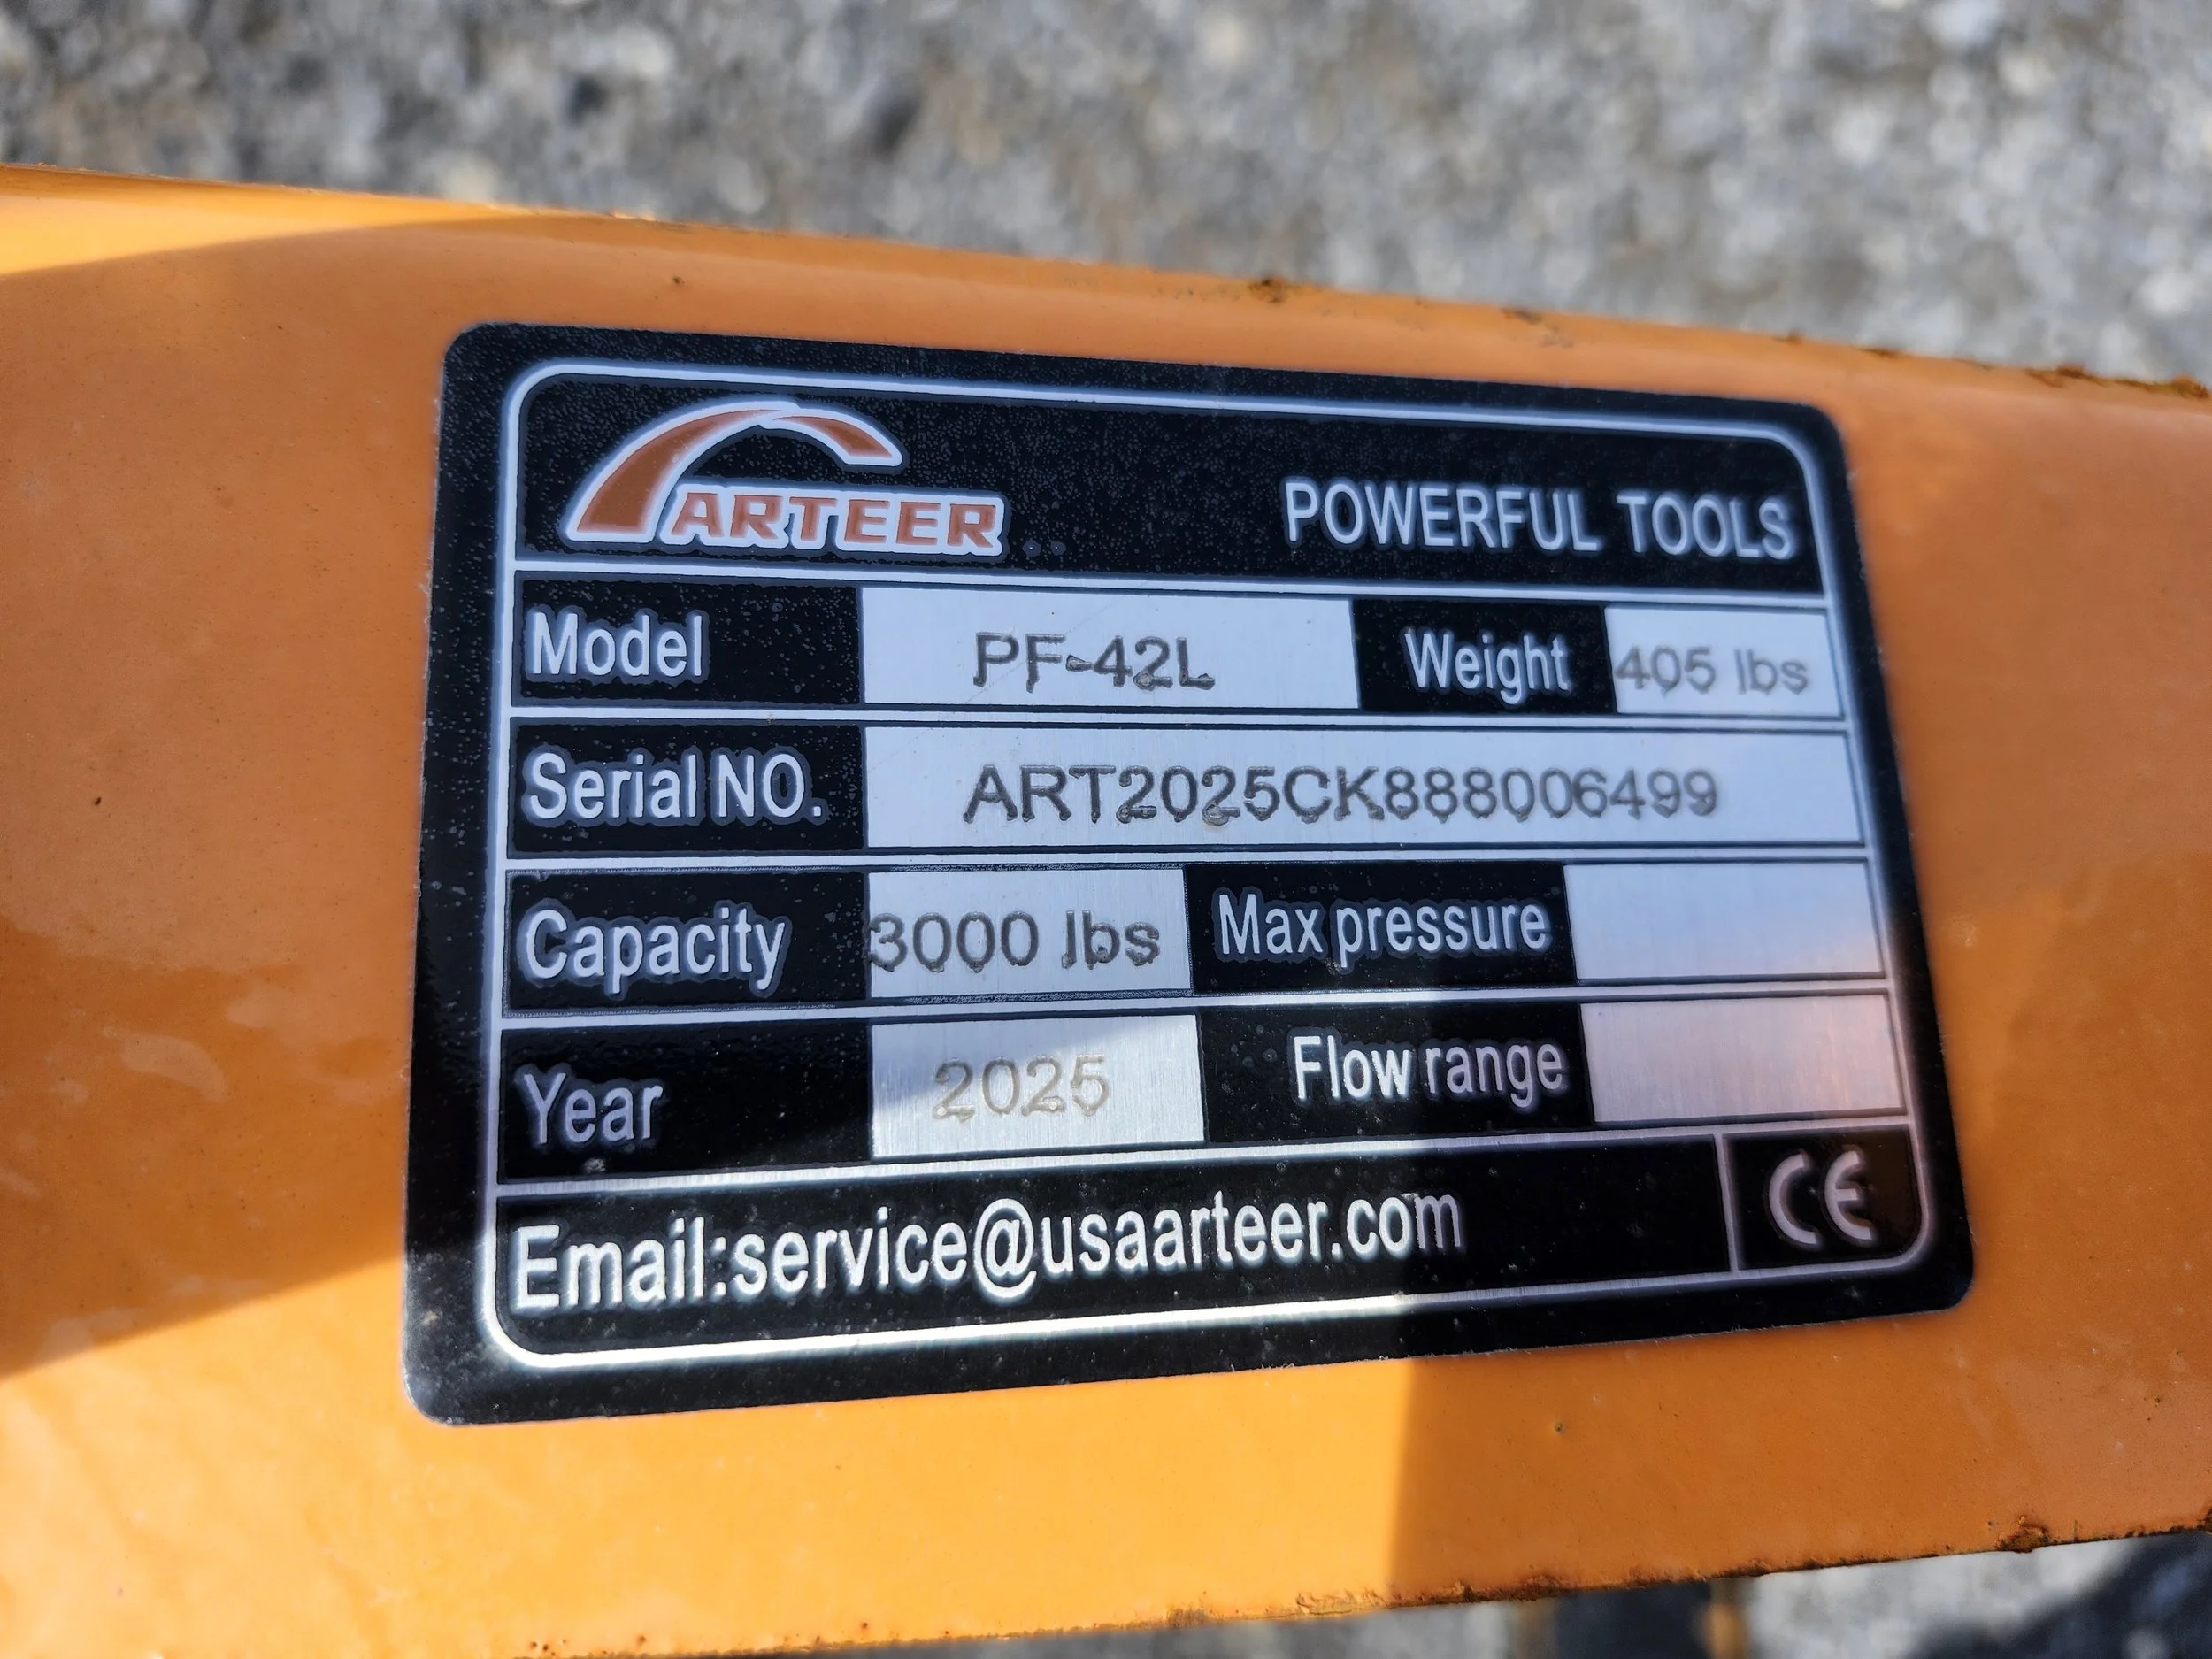 ARTEER POWERFUL TOOLS
Model PF-42L Weight 405 lbs
Serial NO. ART2025CK888006499
Capacity 3000 lbs Max pressure
Year 2025 Flow range
Email:service@usaarteer.com CE